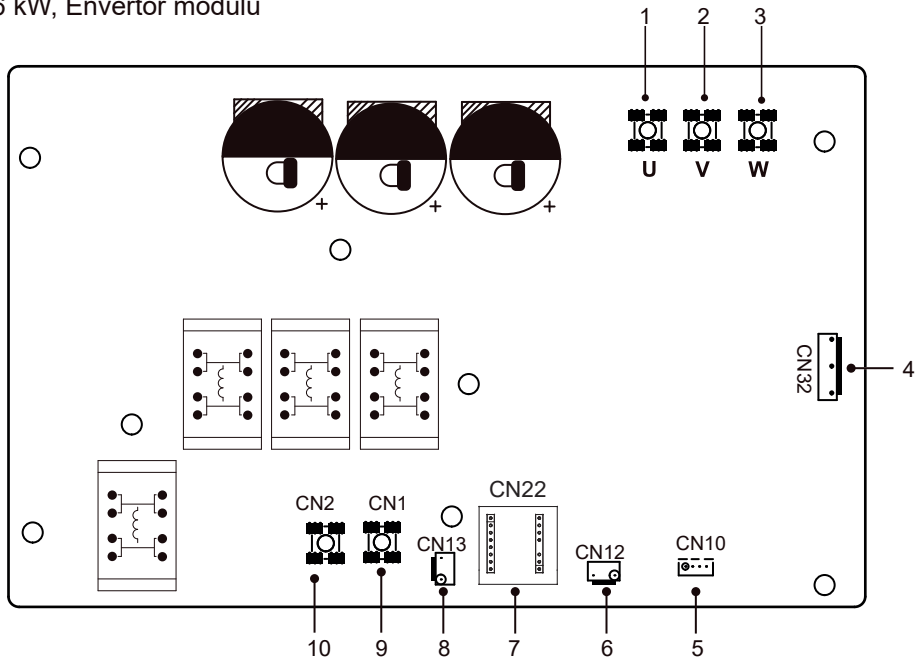 kW, Envertör modülü
1 2 3
+ + +
U V W
CN32
4
CN22
CN2 CN1
CN13
CN12
CN10
10 9 8 7 6 5